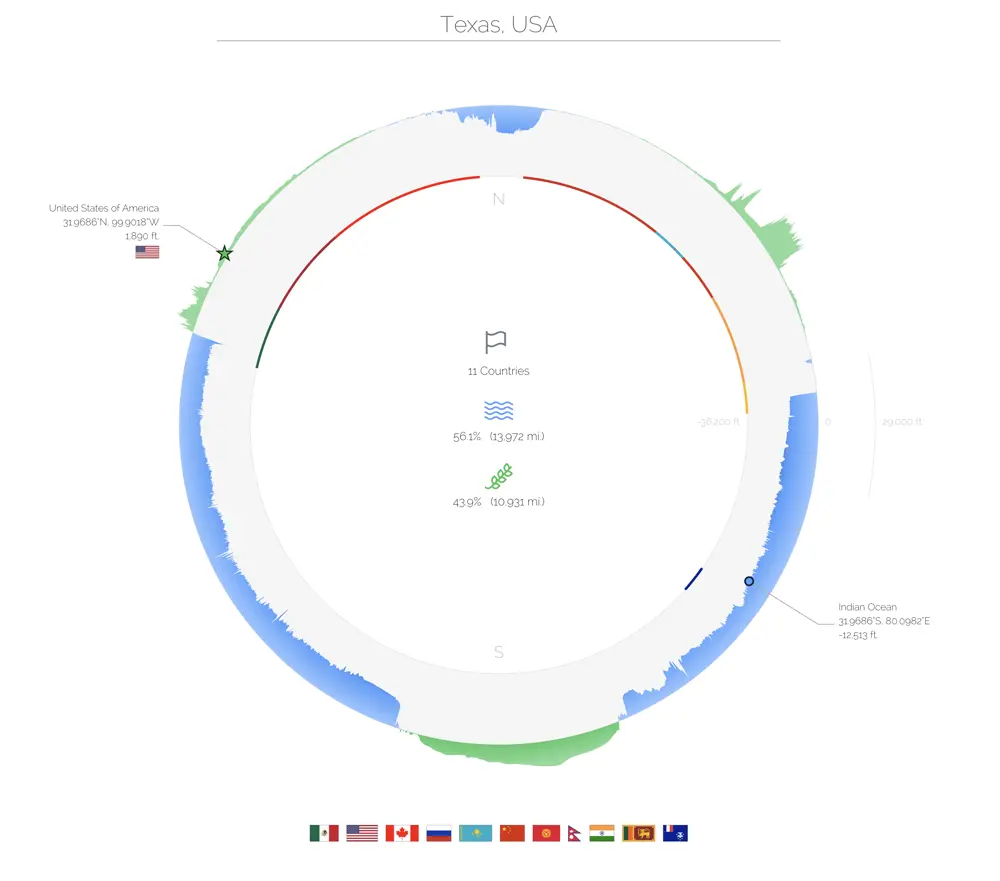 Texas, USA
United States of America
31.9686°N, 99.9018°W
1,890 ft.
N
11 Countries
56.1% (13,972 mi.)
43.9% (10,931 mi.)
-36,200 ft.
0
29,000 ft.
Indian Ocean
31.9686°S, 80.0982°E
-12,513 ft.
S